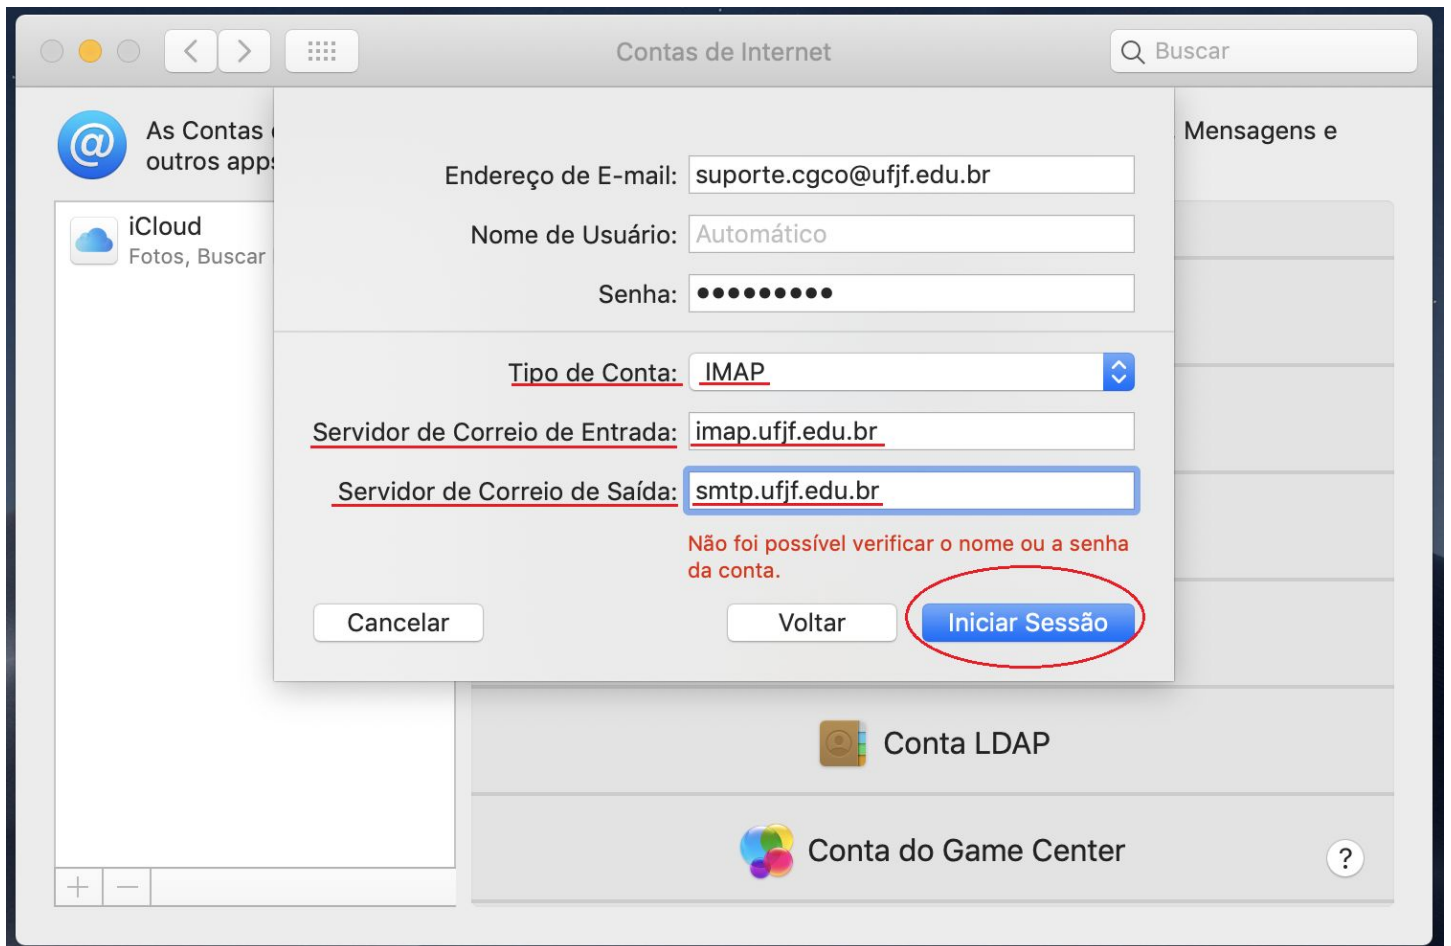 Contas de Internet
Buscar
As Contas
outros apps
Mensagens e
iCloud
Fotos, Buscar
Endereço de E-mail: suporte.cgco@ufjf.edu.br
Nome de Usuário: Automático
Senha: •••••••••
Tipo de Conta: IMAP
Servidor de Correio de Entrada: imap.ufjf.edu.br
Servidor de Correio de Saída: smtp.ufjf.edu.br
Não foi possível verificar o nome ou a senha
da conta.
Cancelar
Voltar
Iniciar Sessão
Conta LDAP
Conta do Game Center
?